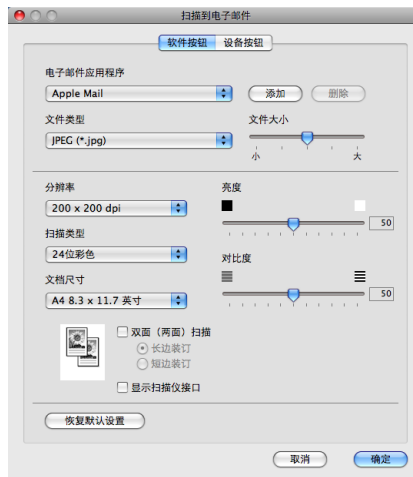 扫描到电子邮件
软件按钮 设备按钮
电子邮件应用程序
Apple Mail 添加 删除
文件类型 文件大小
JPEG (*.jpg)
小 大
分辨率 亮度
200 x 200 dpi
50
扫描类型
24位彩色
对比度
文档尺寸
A4 8.3 x 11.7 英寸 50
双面（两面）扫描
长边装订
短边装订
显示扫描仪接口
恢复默认设置
取消 确定